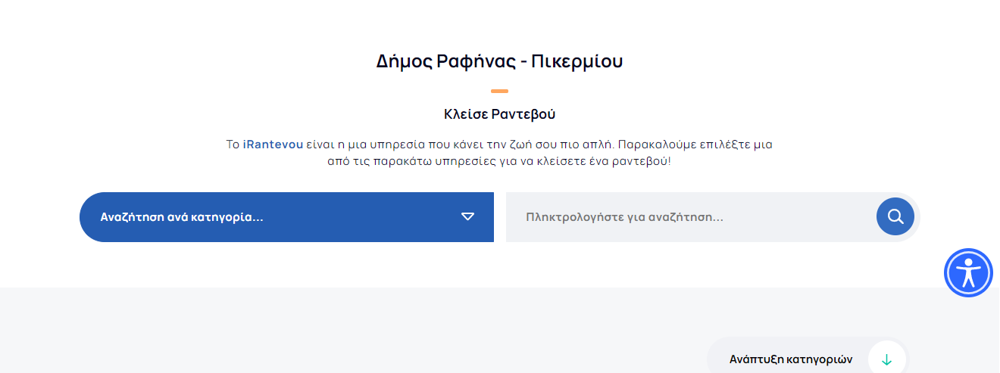 Δήμος Ραφήνας - Πικερμίου
Κλείσε Ραντεβού
Το iRantevou είναι η μια υπηρεσία που κάνει την ζωή σου πιο απλή. Παρακαλούμε επιλέξτε μια
από τις παρακάτω υπηρεσίες για να κλείσετε ένα ραντεβού!
Αναζήτηση ανά κατηγορία...
Πληκτρολογήστε για αναζήτηση...
Ανάπτυξη κατηγοριών